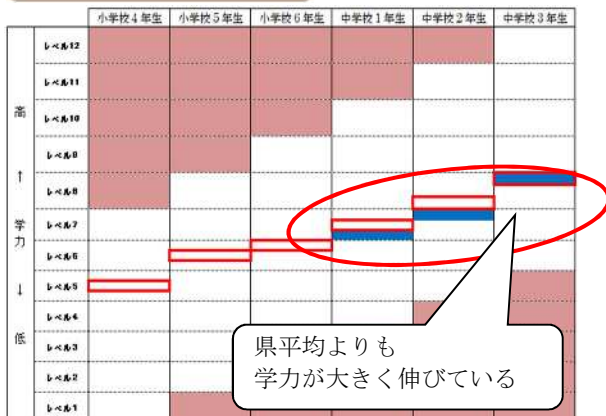 小学校4年生 小学校5年生 小学校6年生 中学校1年生 中学校2年生 中学校3年生
高 ↑ 学力 ↓ 低
レベル12
レベル11
レベル10
レベル9
レベル8
レベル7
レベル6
レベル5
レベル4
レベル3
レベル2
レベル1
県平均よりも
学力が大きく伸びている